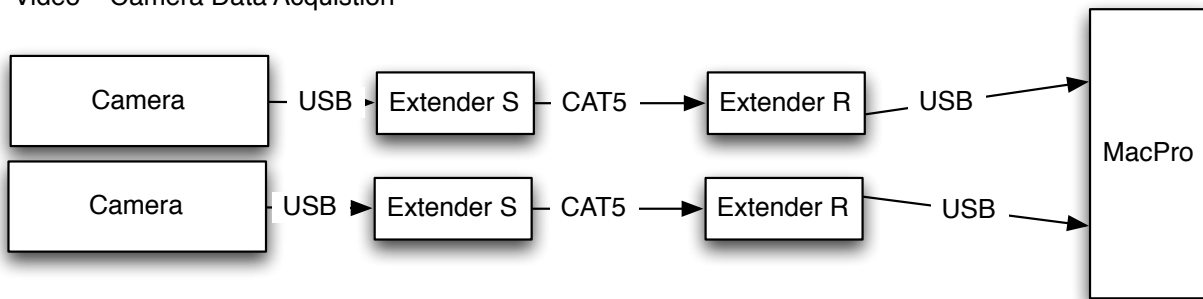 Video – Camera Data Acquistion
Camera USB Extender S CAT5 Extender R USB
MacPro
Camera USB Extender S CAT5 Extender R USB